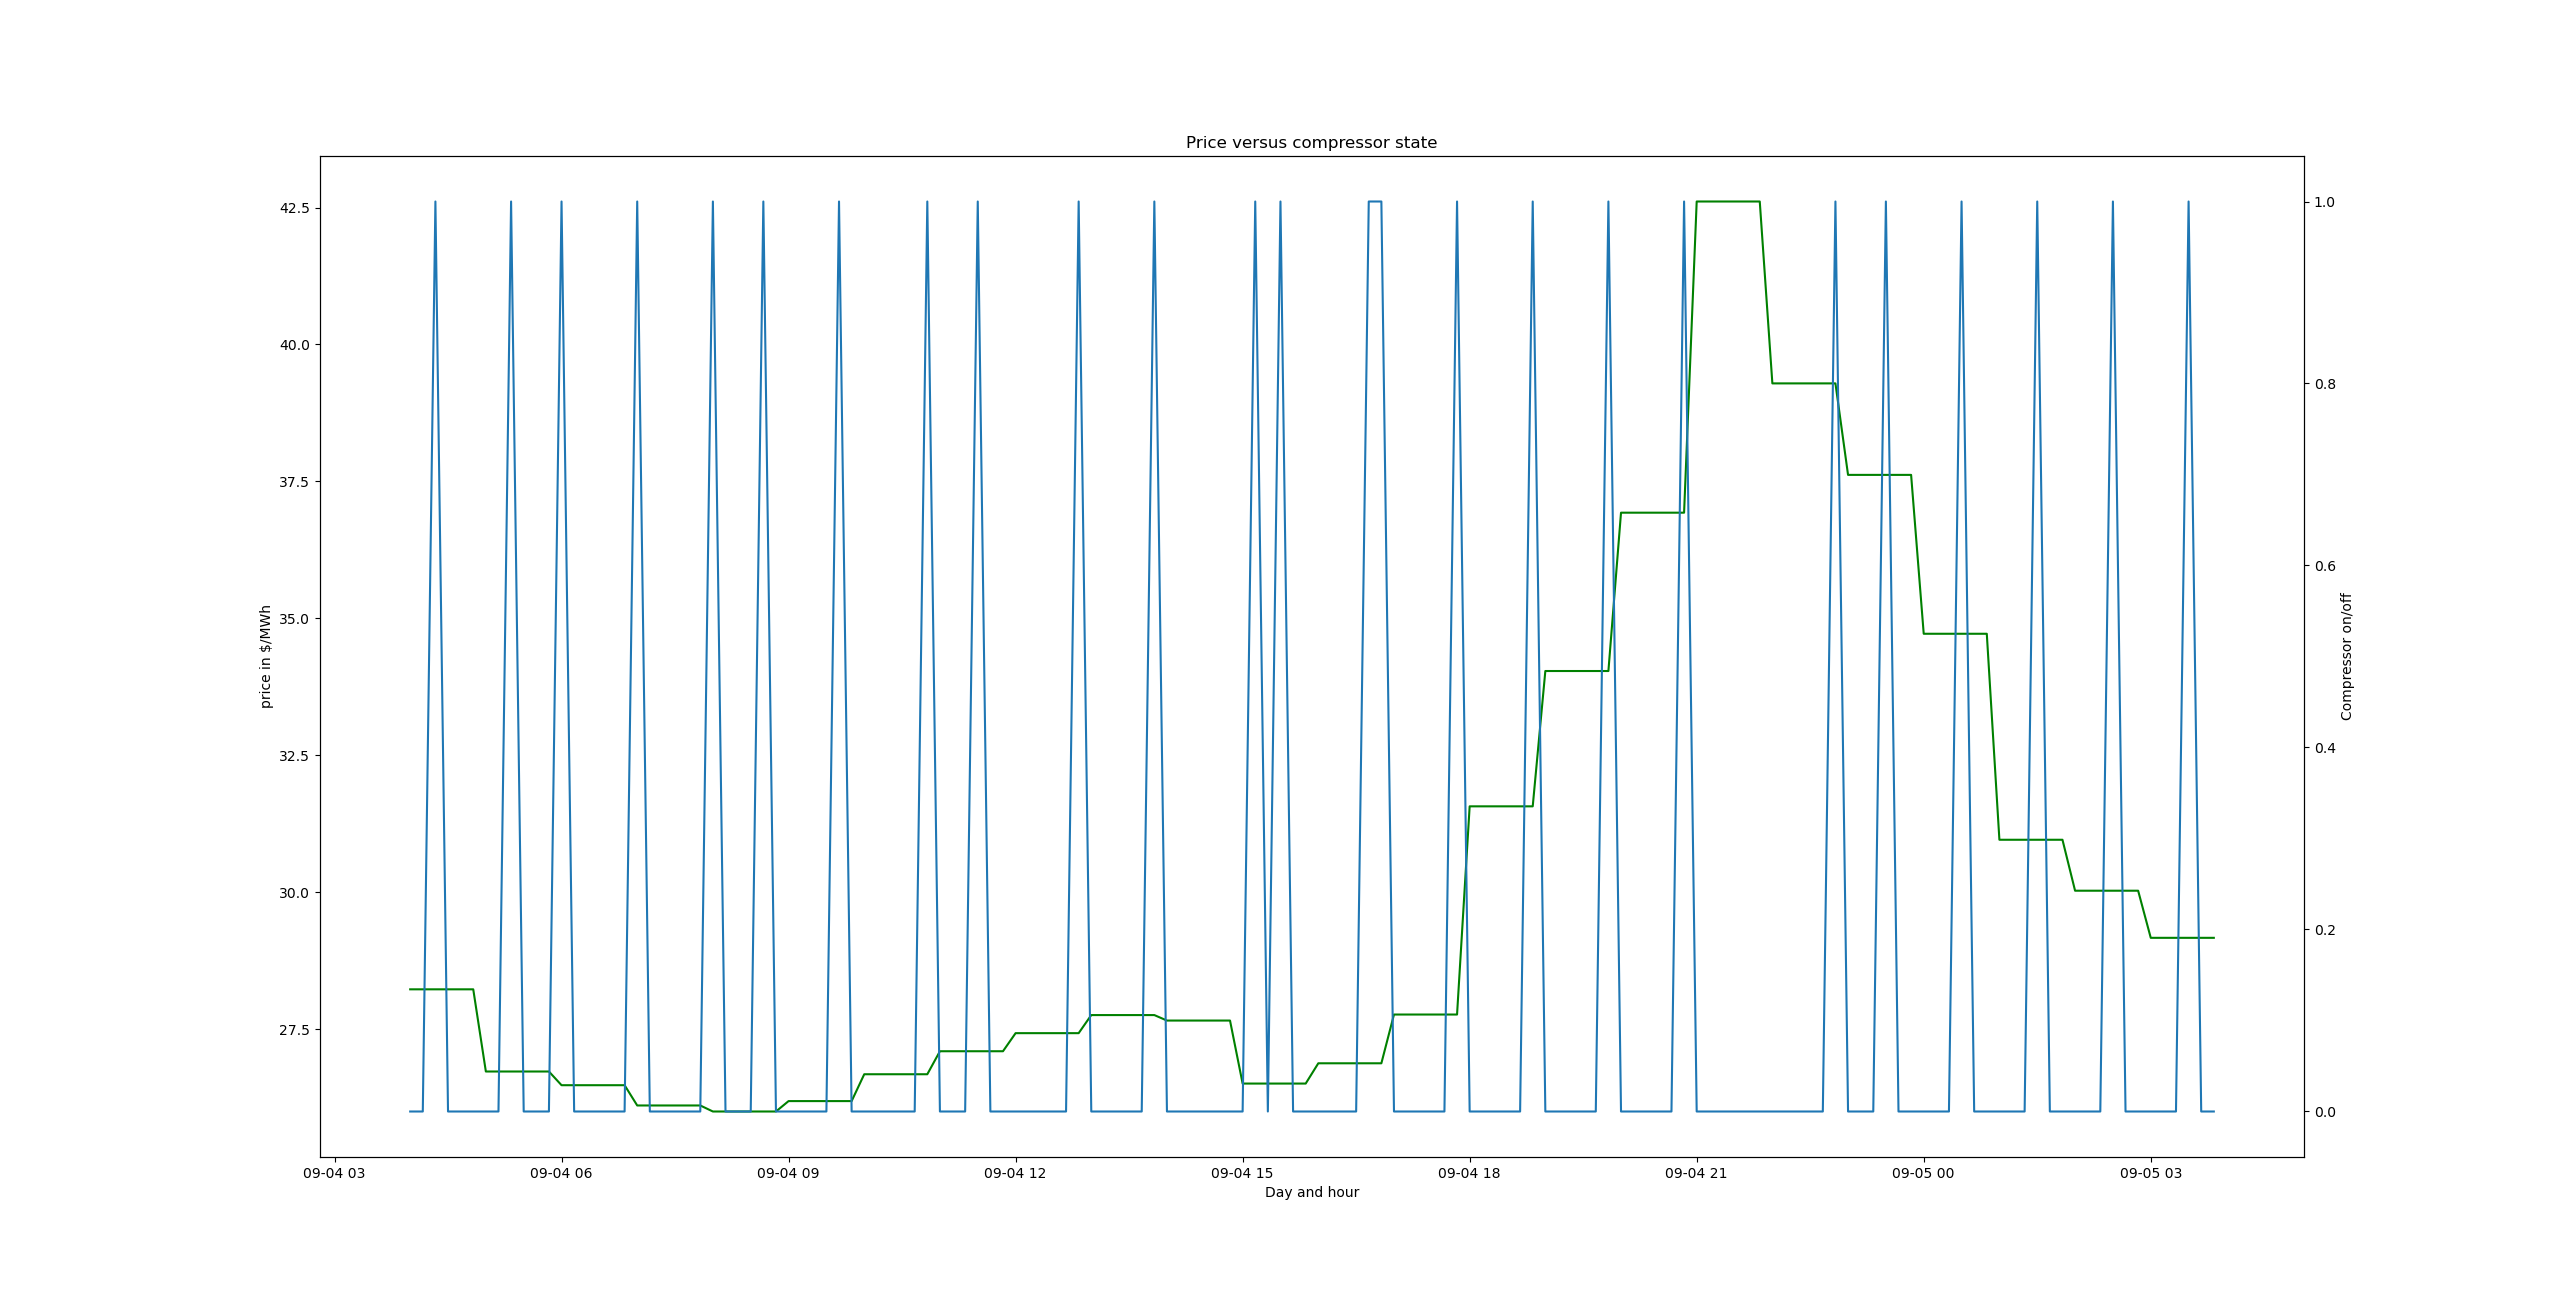 Price versus compressor state
42.5
40.0
37.5
35.0
32.5
30.0
27.5
price in $/MWh
1.0
0.8
0.6
0.4
0.2
0.0
Compressor on/off
09-04 03 09-04 06 09-04 09 09-04 12 09-04 15 09-04 18 09-04 21 09-05 00 09-05 03
Day and hour